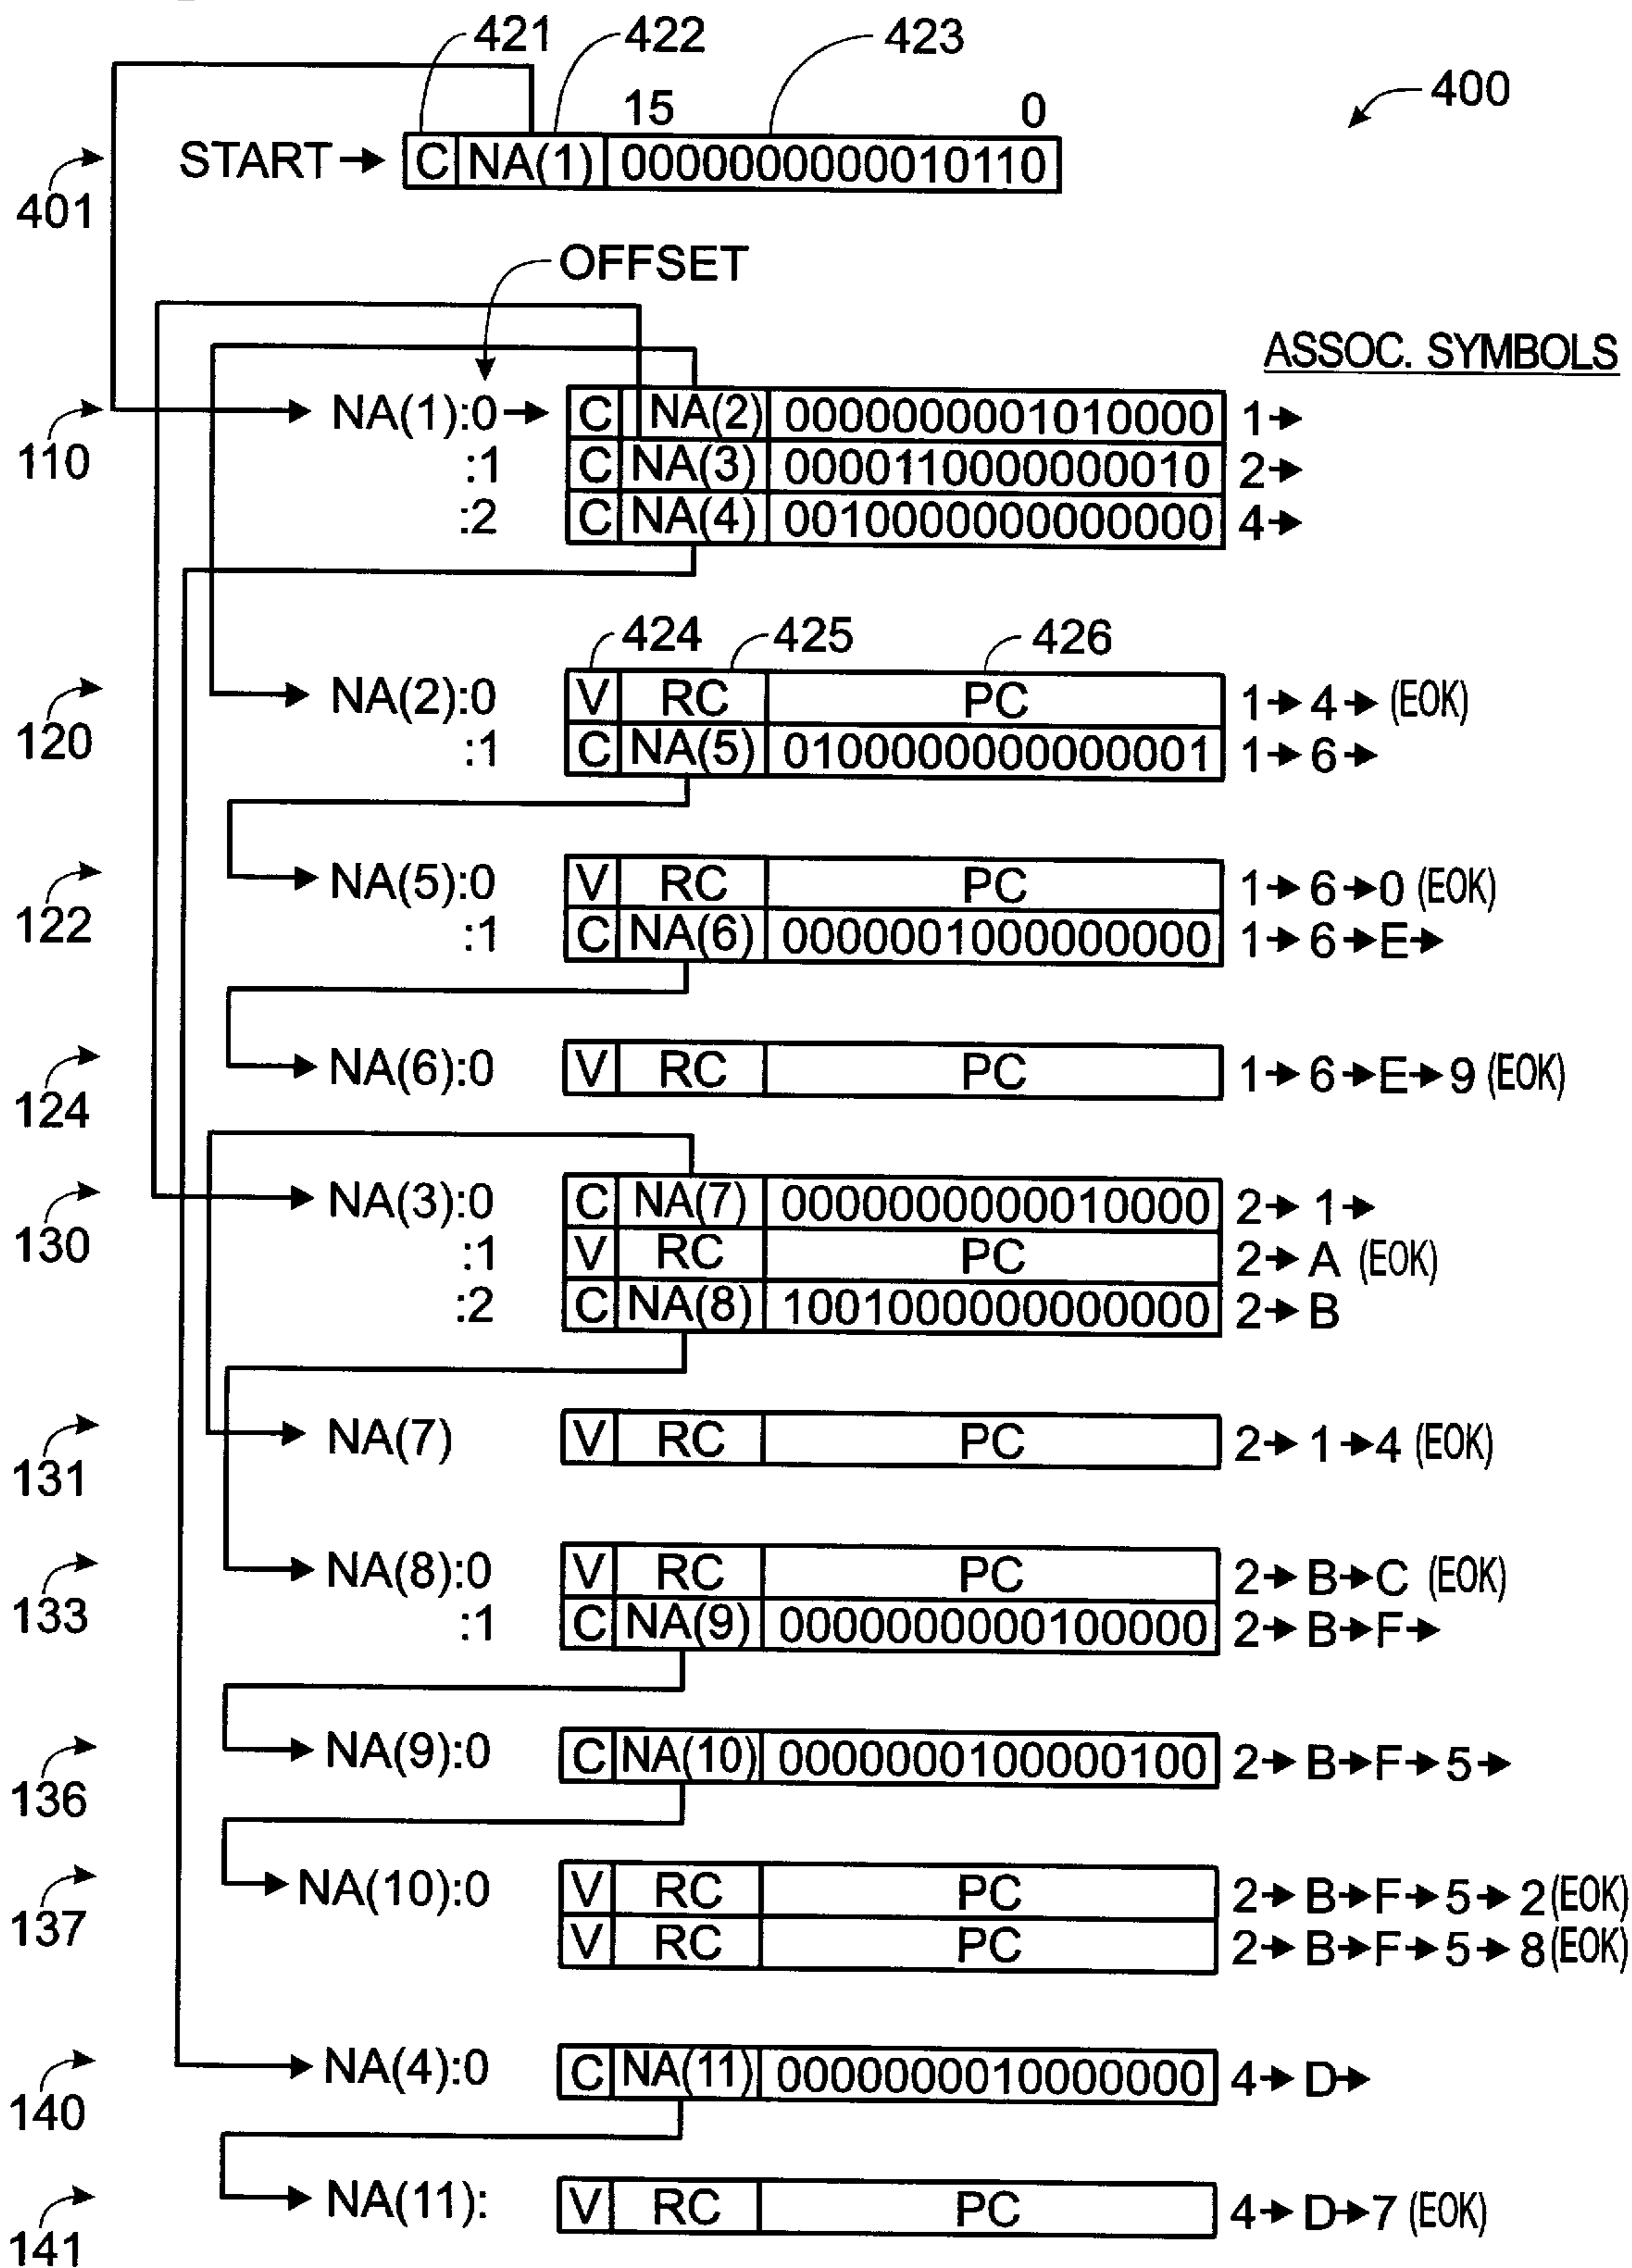 421 422 423
15 0 400
START→ C NA(1) 0000000000010110
401
OFFSET
ASSOC. SYMBOLS
110 NA(1):0→ C NA(2) 0000000001010000 1→
:1 C NA(3) 0000110000000010 2→
:2 C NA(4) 0010000000000000 4→
424 425 426
120 NA(2):0 V RC PC 1→4→ (EOK)
:1 C NA(5) 0100000000000001 1→6→
122 NA(5):0 V RC PC 1→6→0 (EOK)
:1 C NA(6) 0000001000000000 1→6→E→
124 NA(6):0 V RC PC 1→6→E→9 (EOK)
130 NA(3):0 C NA(7) 0000000000010000 2→1→
:1 V RC PC 2→A (EOK)
:2 C NA(8) 1001000000000000 2→B
131 NA(7) V RC PC 2→1→4 (EOK)
133 NA(8):0 V RC PC 2→B→C (EOK)
:1 C NA(9) 0000000000100000 2→B→F→
136 NA(9):0 C NA(10) 0000000100000100 2→B→F→5→
137 NA(10):0 V RC PC 2→B→F→5→2(EOK)
V RC PC 2→B→F→5→8(EOK)
140 NA(4):0 C NA(11) 0000000010000000 4→D→
141 NA(11): V RC PC 4→D→7 (EOK)